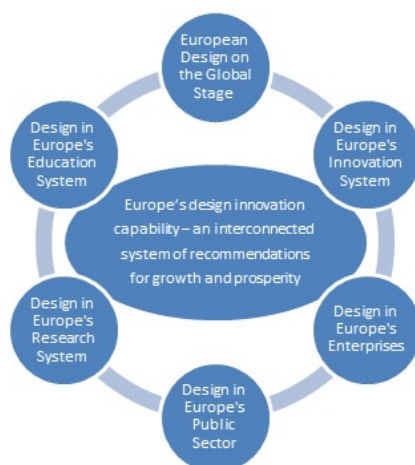 European
Design on
the Global
Stage
Design in
Europe's
Innovation
System
Design in
Europe's
Enterprises
Design in
Europe's
Public
Sector
Design in
Europe's
Research
System
Design in
Europe's
Education
System
Europe's design innovation
capability – an interconnected
system of recommendations
for growth and prosperity